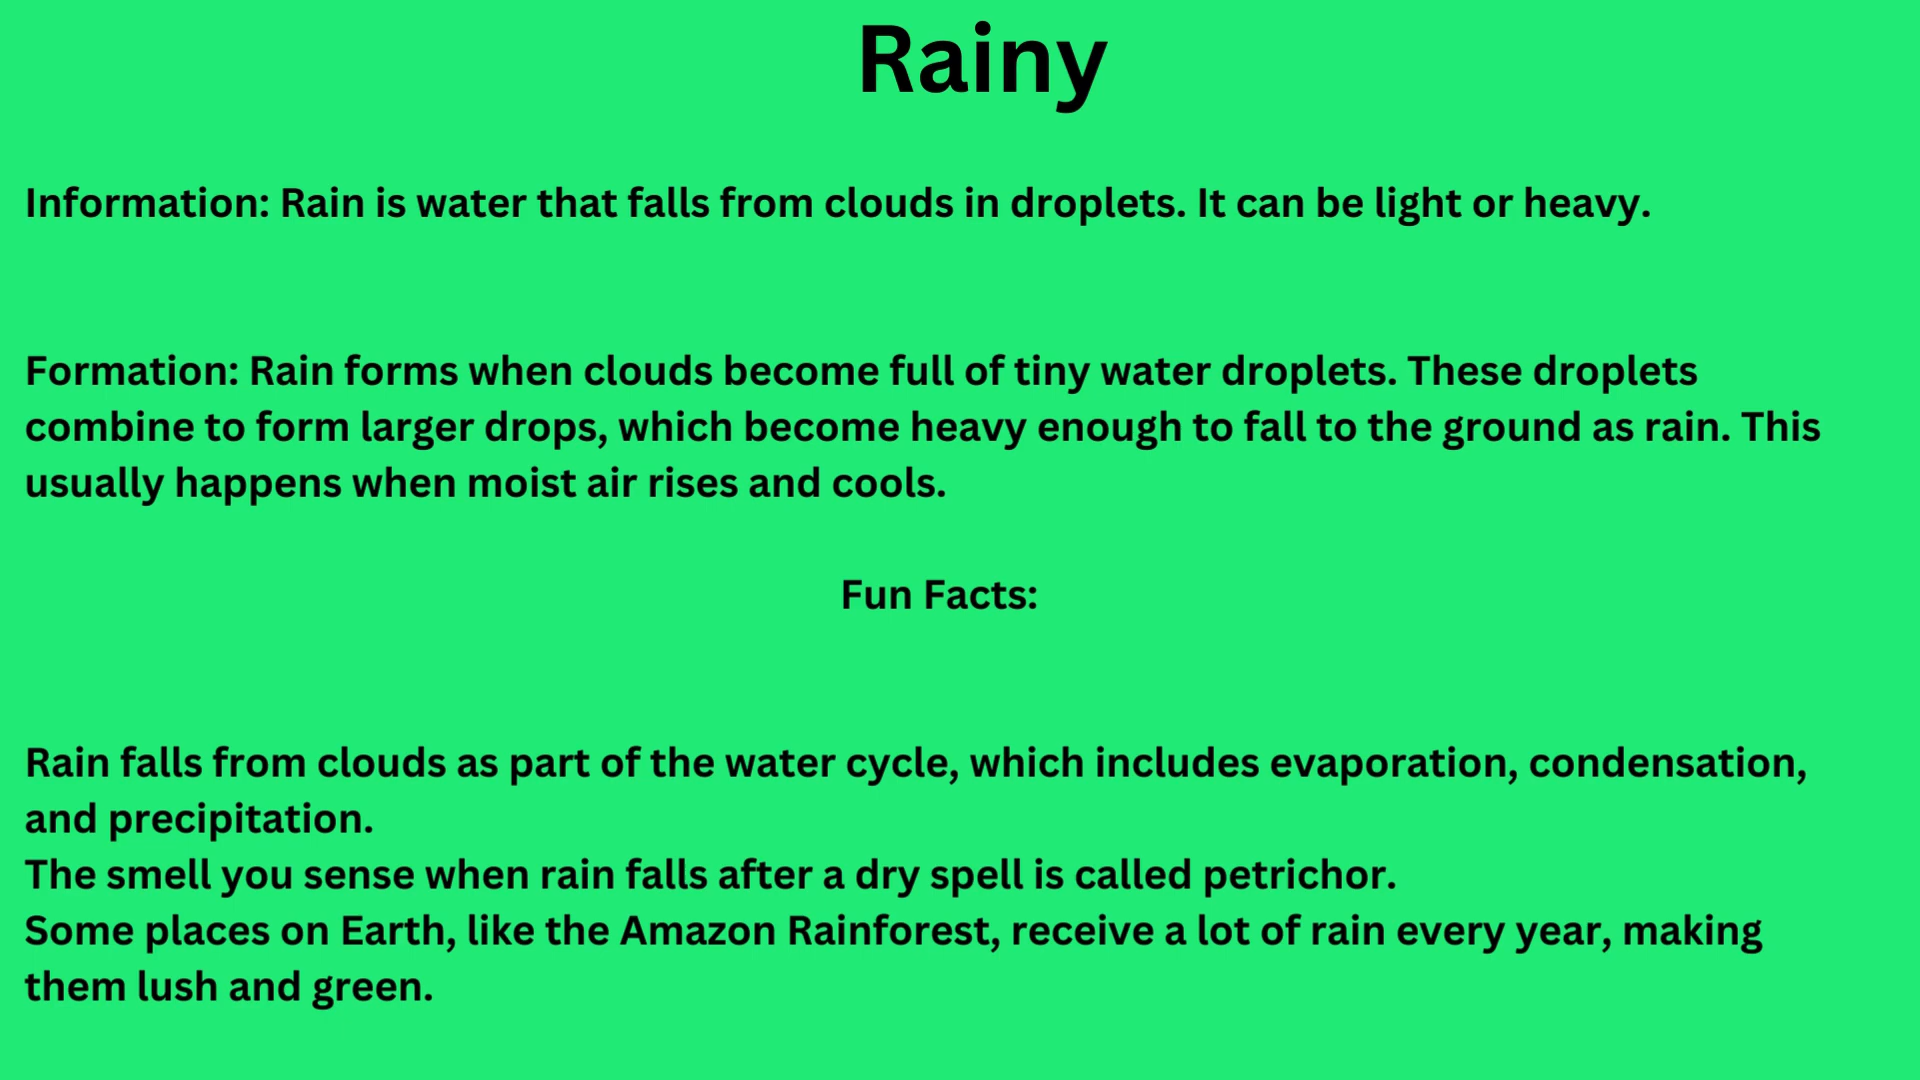 Rainy
Information: Rain is water that falls from clouds in droplets. It can be light or heavy.
Formation: Rain forms when clouds become full of tiny water droplets. These droplets
combine to form larger drops, which become heavy enough to fall to the ground as rain. This
usually happens when moist air rises and cools.
Fun Facts:
Rain falls from clouds as part of the water cycle, which includes evaporation, condensation,
and precipitation.
The smell you sense when rain falls after a dry spell is called petrichor.
Some places on Earth, like the Amazon Rainforest, receive a lot of rain every year, making
them lush and green.